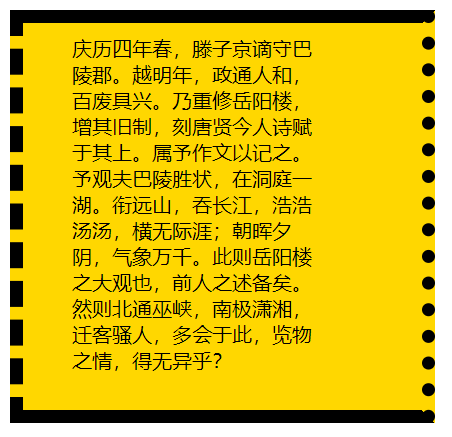 庆历四年春，滕子京谪守巴
陵郡。越明年，政通人和，
百废具兴。乃重修岳阳楼，
增其旧制，刻唐贤今人诗赋
于其上。属予作文以记之。
予观夫巴陵胜状，在洞庭一
湖。衔远山，吞长江，浩浩
汤汤，横无际涯；朝晖夕
阴，气象万千。此则岳阳楼
之大观也，前人之述备矣。
然则北通巫峡，南极潇湘，
迁客骚人，多会于此，览物
之情，得无异乎？